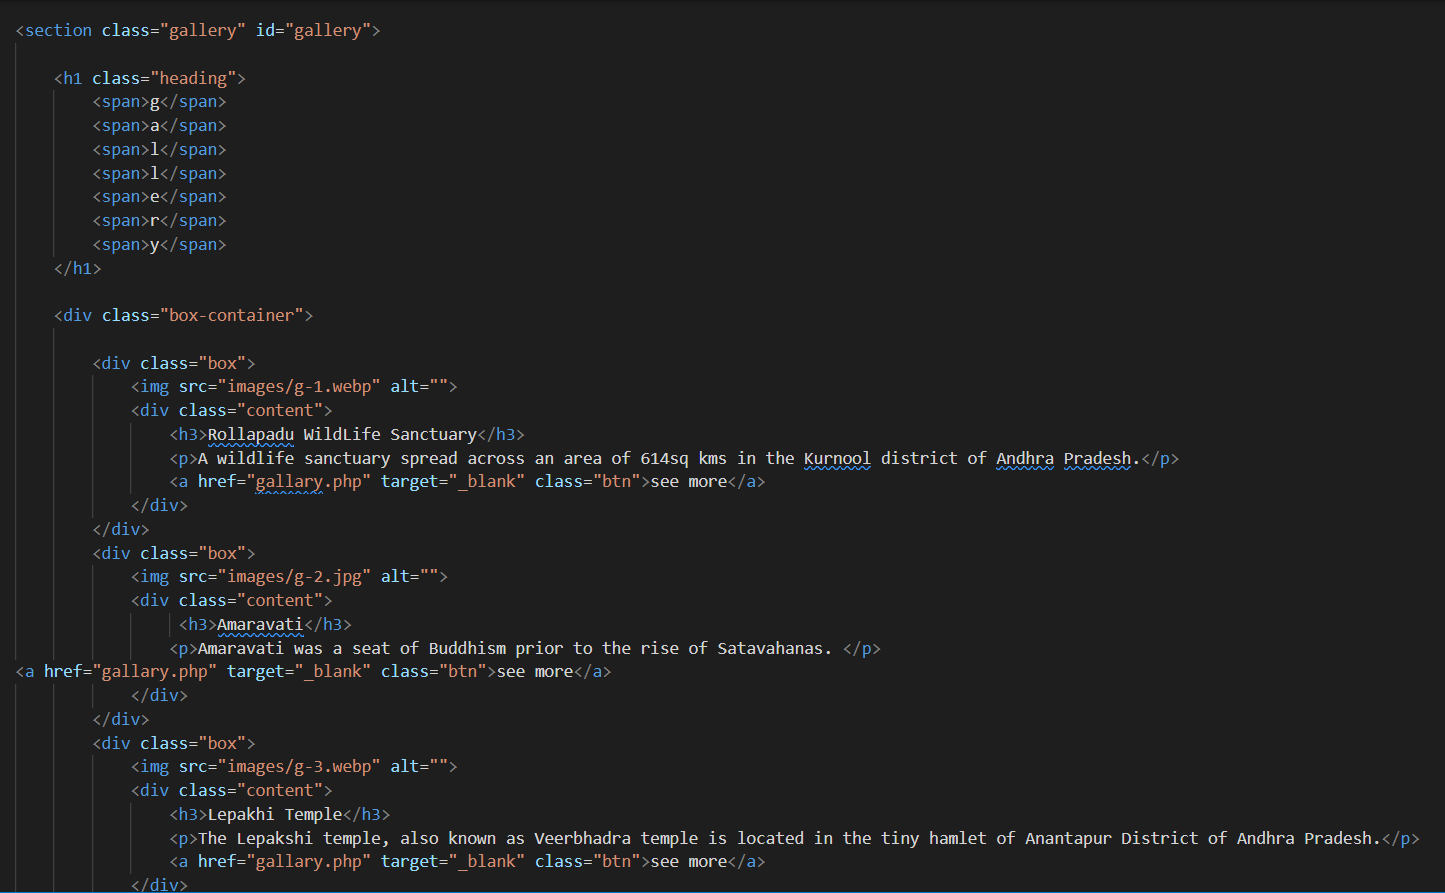 <section class="gallery" id="gallery">
<h1 class="heading">
<span>g</span>
<span>a</span>
<span>l</span>
<span>l</span>
<span>e</span>
<span>r</span>
<span>y</span>
</h1>
<div class="box-container">
<div class="box">
<img src="images/g-1.webp" alt="">
<div class="content">
<h3>Rollapadu WildLife Sanctuary</h3>
<p>A wildlife sanctuary spread across an area of 614sq kms in the Kurnool district of Andhra Pradesh.</p>
<a href="gallary.php" target="_blank" class="btn">see more</a>
</div>
</div>
<div class="box">
<img src="images/g-2.jpg" alt="">
<div class="content">
<h3>Amaravati</h3>
<p>Amaravati was a seat of Buddhism prior to the rise of Satavahanas. </p>
<a href="gallary.php" target="_blank" class="btn">see more</a>
</div>
</div>
<div class="box">
<img src="images/g-3.webp" alt="">
<div class="content">
<h3>Lepakhi Temple</h3>
<p>The Lepakshi temple, also known as Veerbhadra temple is located in the tiny hamlet of Anantapur District of Andhra Pradesh.</p>
<a href="gallary.php" target="_blank" class="btn">see more</a>
</div>